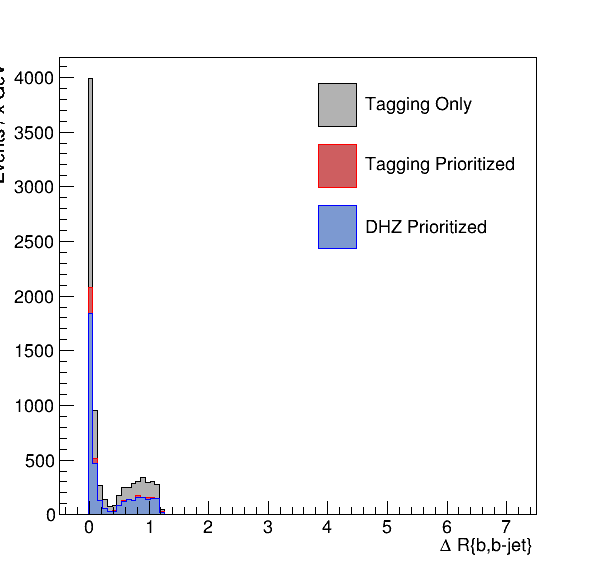 Events / x GeV
4000
3500
3000
2500
2000
1500
1000
500
0
Tagging Only
Tagging Prioritized
DHZ Prioritized
0 1 2 3 4 5 6 7
Δ R{b,b-jet}